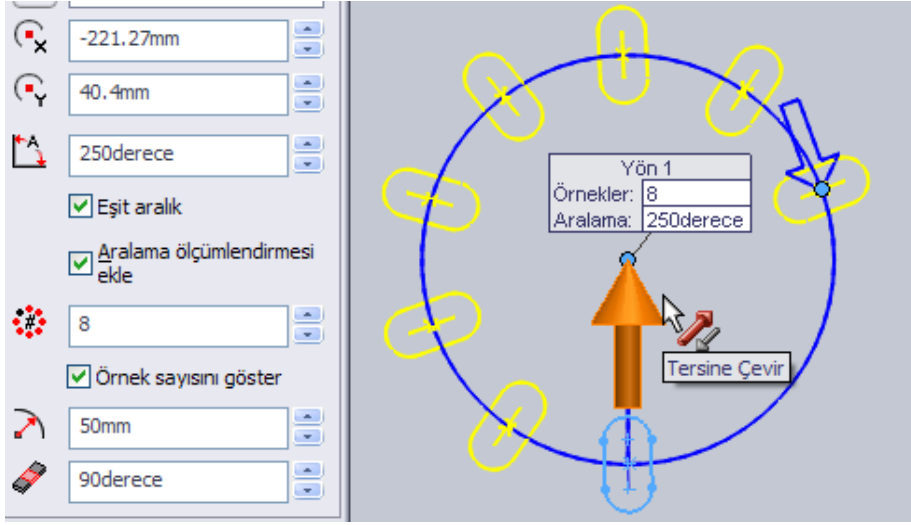 -221.27mm
40.4mm
250derece
Eşit aralık
Aralama ölçümlendirmesi
ekle
8
Örnek sayısını göster
50mm
90derece
Yön 1
Örnekler: 8
Aralama: 250derece
Tersine Çevir